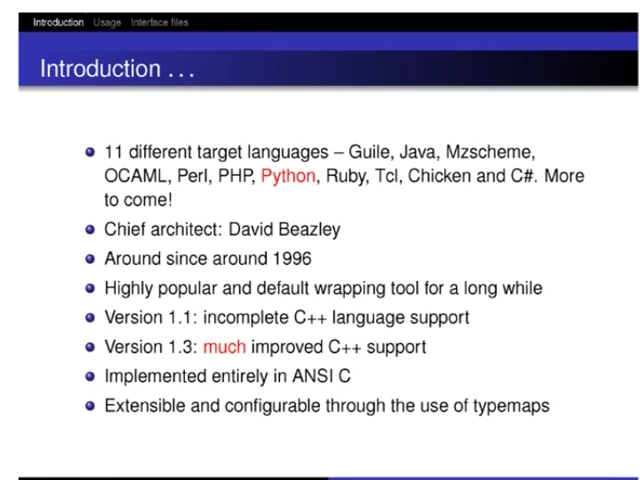 Introduction Usage Interface files
Introduction . . .
11 different target languages – Guile, Java, Mzscheme,
OCAML, Perl, PHP, Python, Ruby, Tcl, Chicken and C#. More
to come!
Chief architect: David Beazley
Around since around 1996
Highly popular and default wrapping tool for a long while
Version 1.1: incomplete C++ language support
Version 1.3: much improved C++ support
Implemented entirely in ANSI C
Extensible and configurable through the use of typemaps